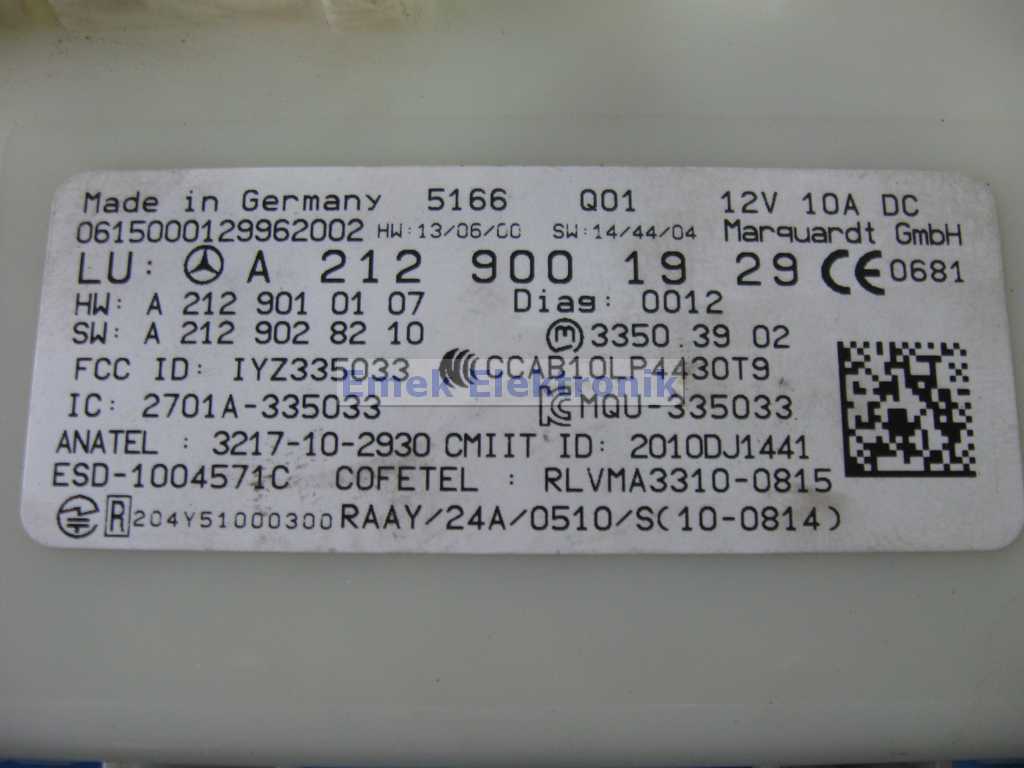 Made in Germany 5166 Q01 12V 10A DC
0615000129962002 HW:13/06/00 SW:14/44/04 Marquardt GmbH
LU: A 212 900 19 29 CE 0681
HW: A 212 901 01 07 Diag: 0012
SW: A 212 902 82 10 3350.39 02
FCC ID: IYZ335033 CCAB10LP4430T9
Emek Elektronik
IC: 2701A-335033 MQU-335033
ANATEL : 3217-10-2930 CMIIT ID: 2010DJ1441
ESD-1004571C COFETEL : RLVMA3310-0815
R 204Y51000300 RAAY/24A/0510/S(10-0814)